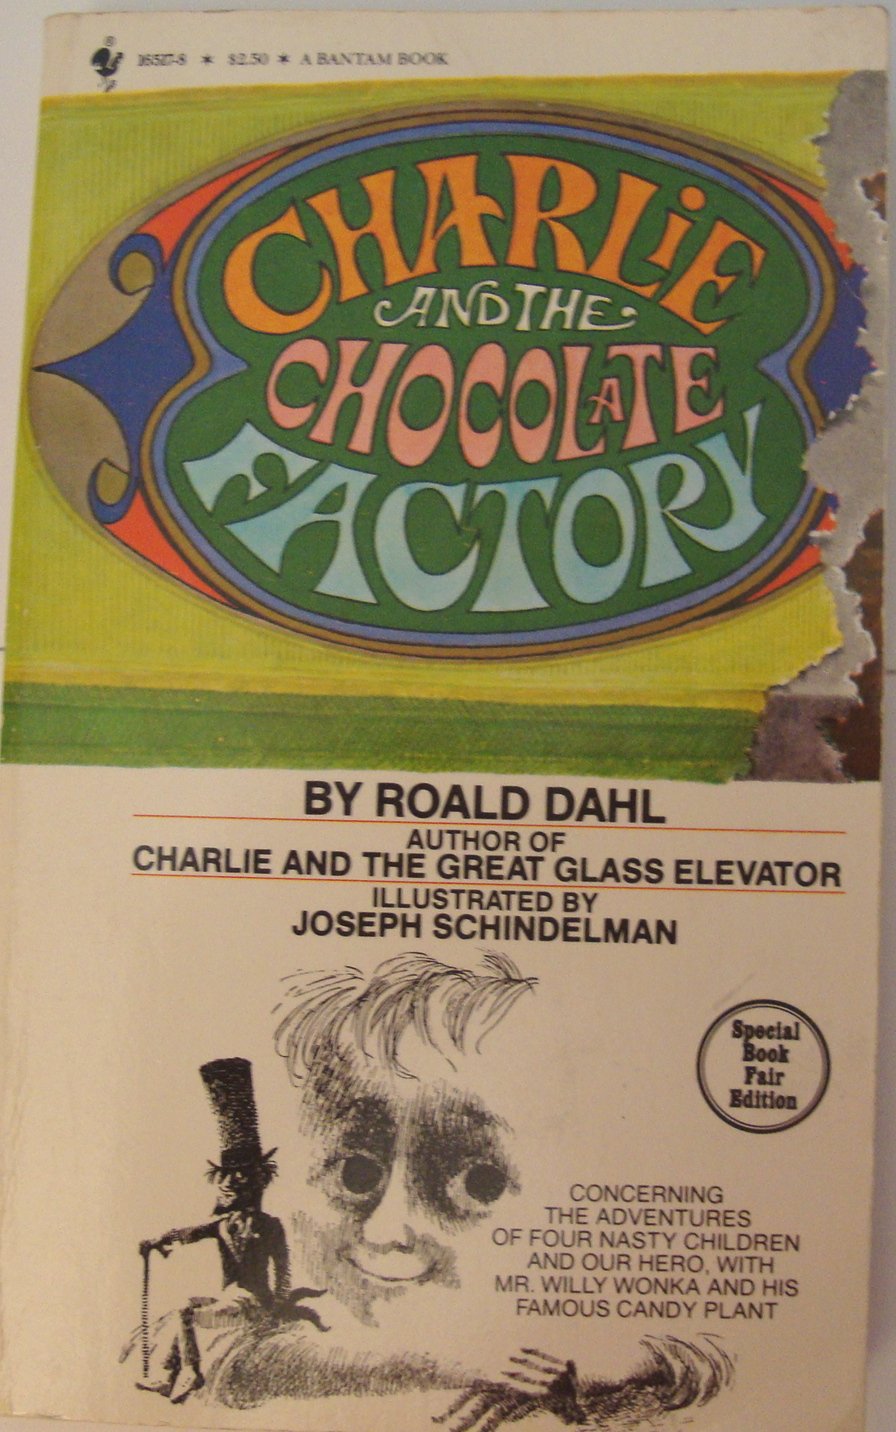 16527-8 * $2.50 * A BANTAM BOOK
CHARLiE
AND THE
CHOCOLATE
FACTORY
BY ROALD DAHL
AUTHOR OF
CHARLIE AND THE GREAT GLASS ELEVATOR
ILLUSTRATED BY
JOSEPH SCHINDELMAN
Special
Book
Fair
Edition
CONCERNING
THE ADVENTURES
OF FOUR NASTY CHILDREN
AND OUR HERO, WITH
MR. WILLY WONKA AND HIS
FAMOUS CANDY PLANT